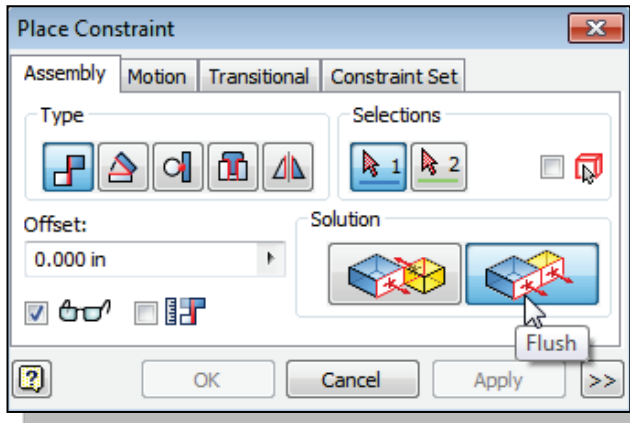 Place Constraint
Assembly Motion Transitional Constraint Set
Type Selections
1 2
Offset: Solution
0.000 in
Flush
? OK Cancel Apply >>